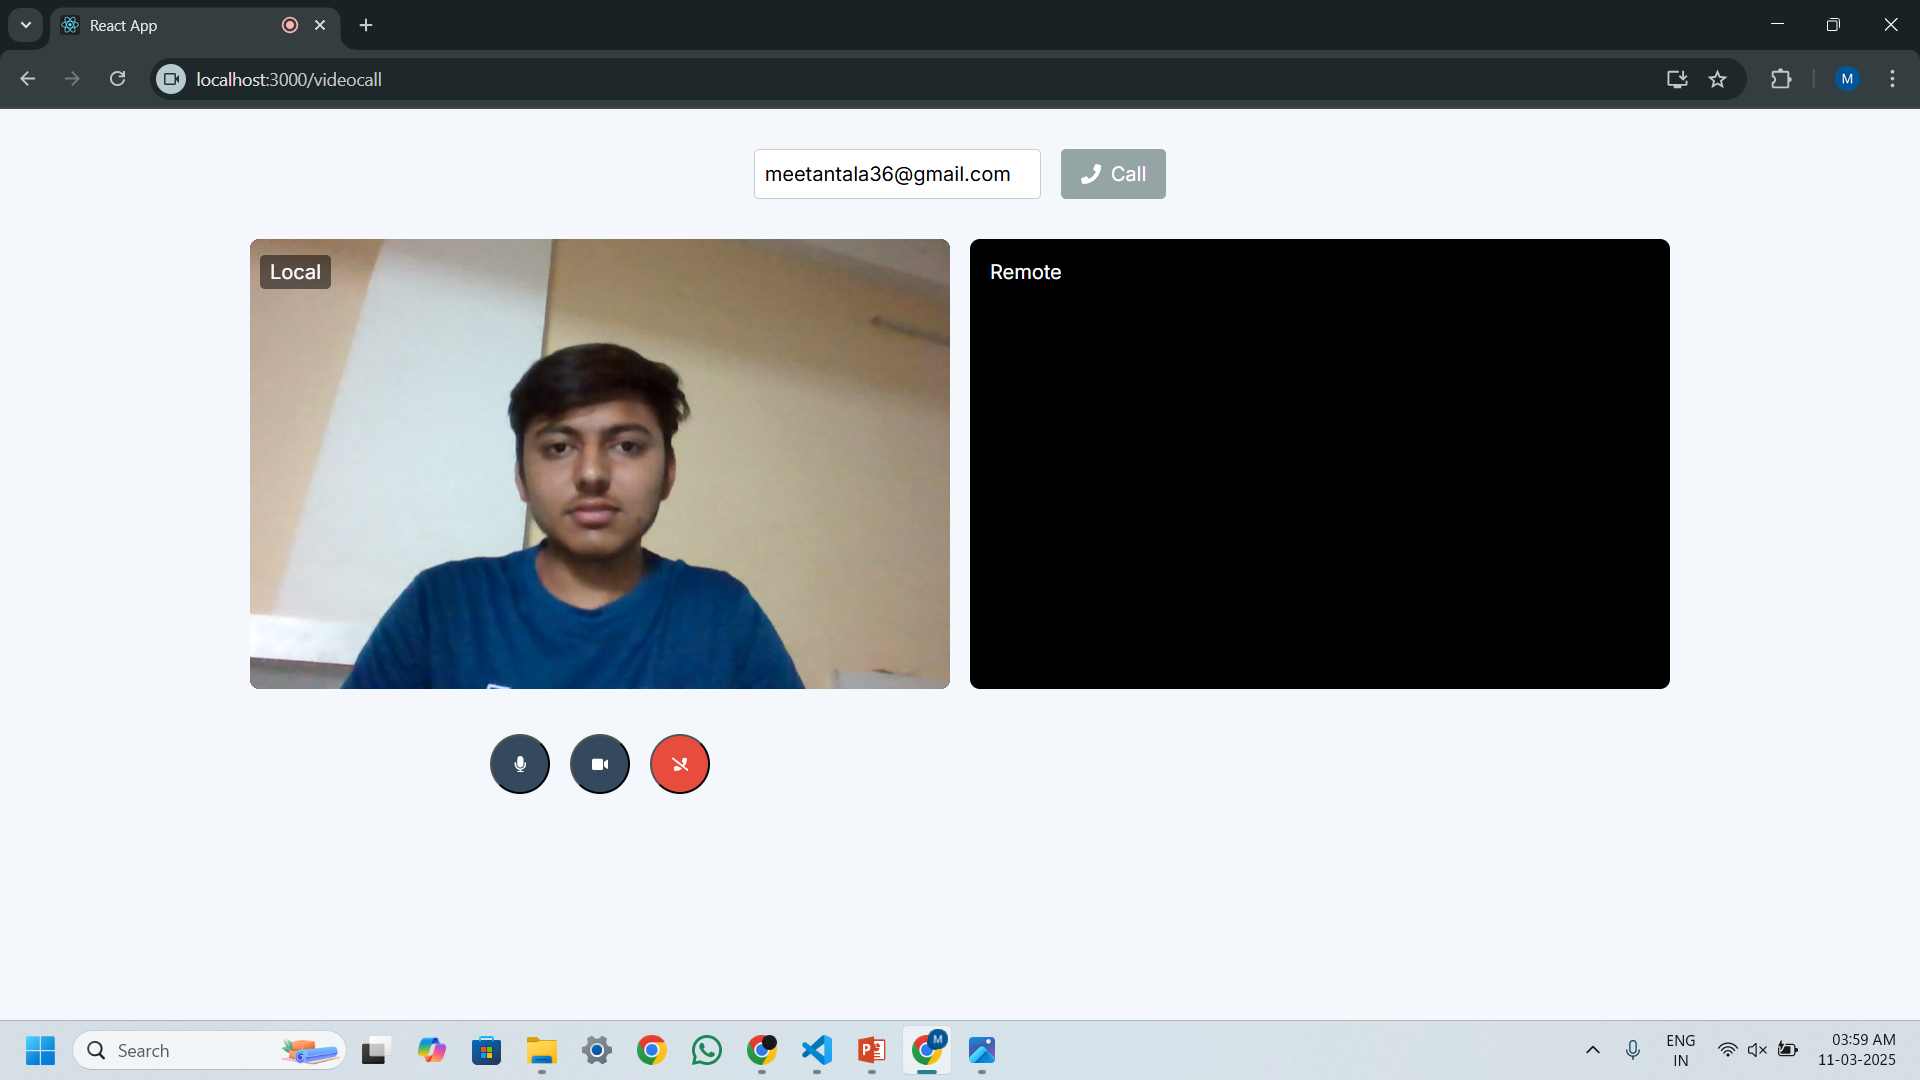 React App
localhost:3000/videocall
M
meetantala36@gmail.com
Call
Local
Remote
Search
M
ENG
IN
03:59 AM
11-03-2025